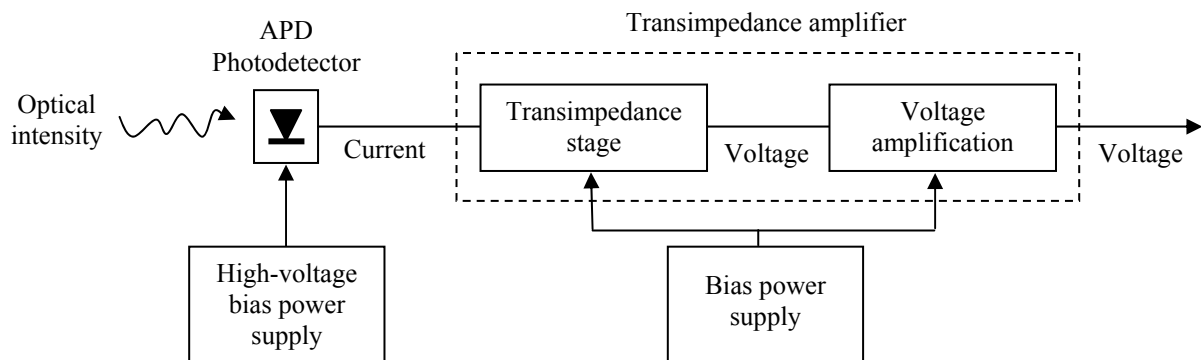 Transimpedance amplifier
APD
Photodetector
Optical
intensity
Current
Transimpedance
stage
Voltage
Voltage
amplification
Voltage
High-voltage
bias power
supply
Bias power
supply